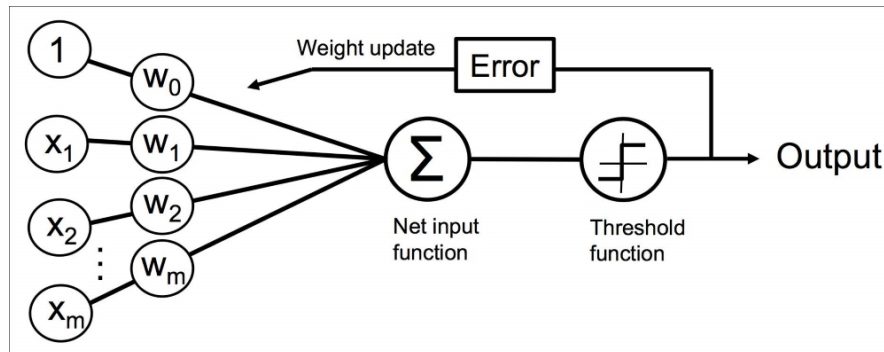 1
w₀
x₁
w₁
x₂
w₂
⋮
xₘ
wₘ
Weight update
Error
Σ
Net input
function
Threshold
function
Output